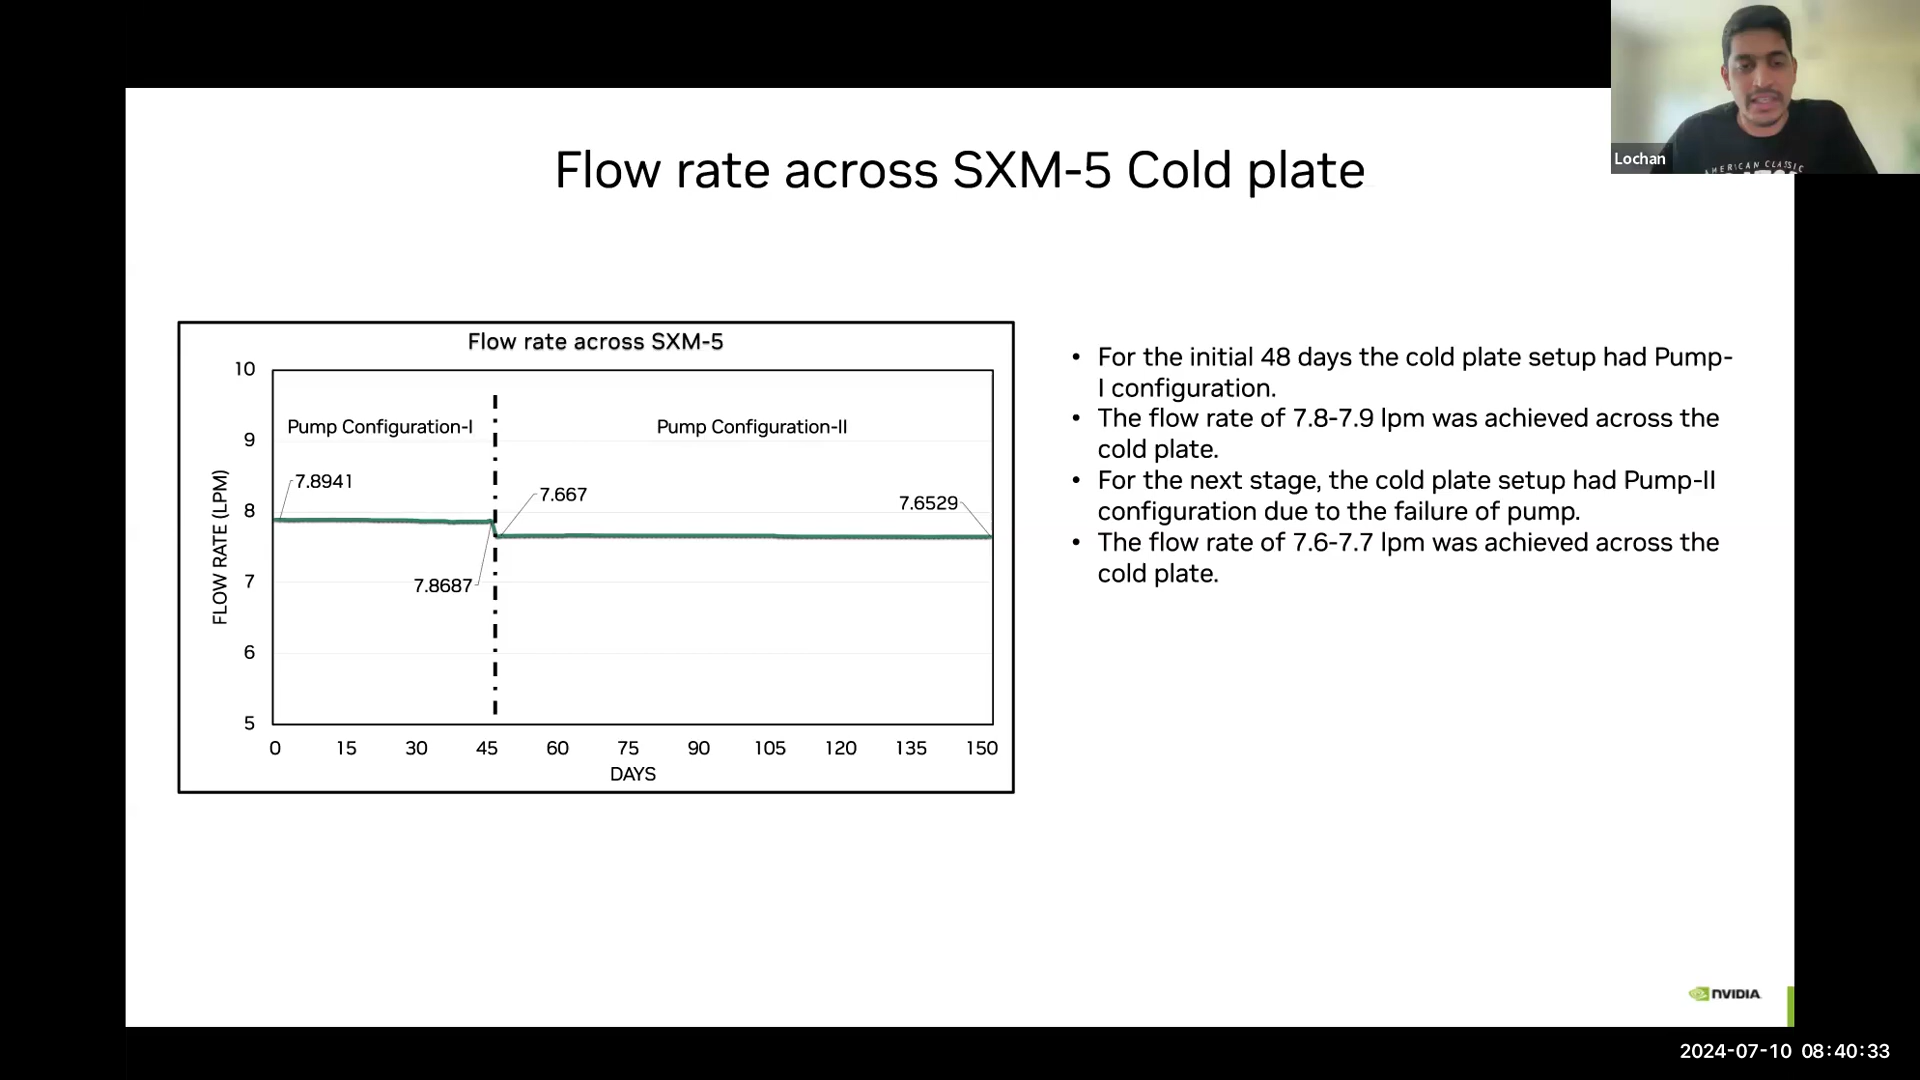 Lochan
AMERICAN CLASSIC
Flow rate across SXM-5 Cold plate
Flow rate across SXM-5
10
9
8
7
6
5
FLOW RATE (LPM)
Pump Configuration-I
Pump Configuration-II
7.8941
7.667
7.6529
7.8687
0 15 30 45 60 75 90 105 120 135 150
DAYS
• For the initial 48 days the cold plate setup had Pump-
I configuration.
• The flow rate of 7.8-7.9 lpm was achieved across the
cold plate.
• For the next stage, the cold plate setup had Pump-II
configuration due to the failure of pump.
• The flow rate of 7.6-7.7 lpm was achieved across the
cold plate.
NVIDIA
2024-07-10 08:40:33